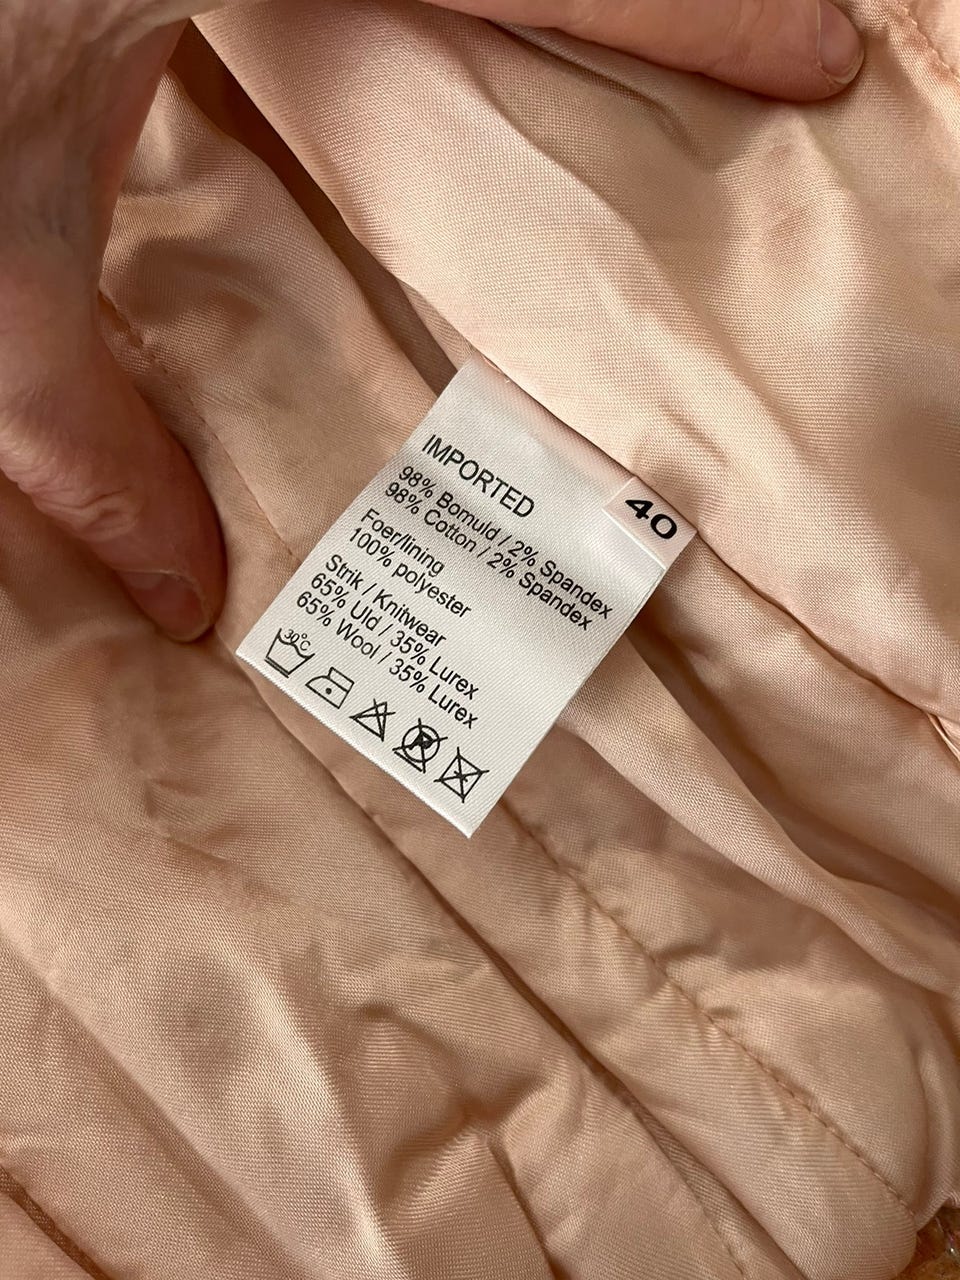 IMPORTED
40
98% Bomuld / 2% Spandex
98% Cotton / 2% Spandex
Foer/lining
100% polyester
Strik / Knitwear
65% Uld / 35% Lurex
65% Wool / 35% Lurex
30°C
P